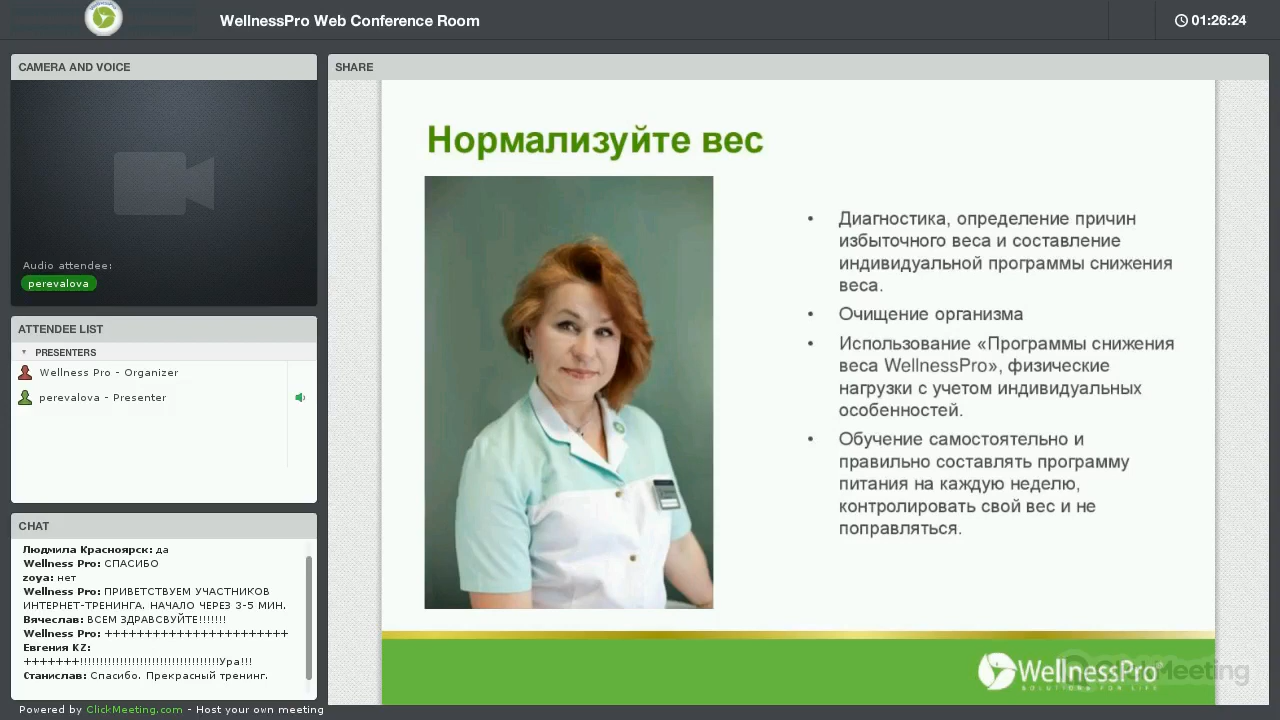 WellnessPro Web Conference Room
01:26:24
CAMERA AND VOICE
Audio attendee:
perevalova
ATTENDEE LIST
PRESENTERS
Wellness Pro - Organizer
perevalova - Presenter
CHAT
Людмила Красноярск: да
Wellness Pro: СПАСИБО
zoya: нет
Wellness Pro: ПРИВЕТСТВУЕМ УЧАСТНИКОВ
ИНТЕРНЕТ-ТРЕНИНГА. НАЧАЛО ЧЕРЕЗ 3-5 МИН.
Вячеслав: ВСЕМ ЗДРАВСВУЙТЕ!!!!!!
Wellness Pro:
Евгения KZ:
Станислав: Спасибо. Прекрасный тренинг.
Powered by ClickMeeting.com - Host your own meeting
SHARE
Нормализуйте вес
• Диагностика, определение причин
избыточного веса и составление
индивидуальной программы снижения
веса.
• Очищение организма
• Использование «Программы снижения
веса WellnessPro», физические
нагрузки с учетом индивидуальных
особенностей.
• Обучение самостоятельно и
правильно составлять программу
питания на каждую неделю,
контролировать свой вес и не
поправляться.
WellnessPro
SOLUTIONS FOR LIFE
Meeting